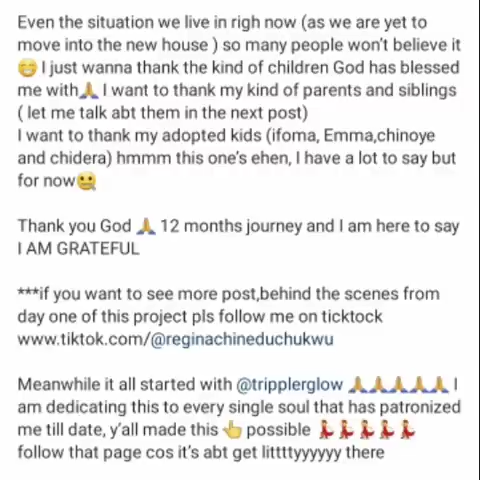 Even the situation we live in righ now (as we are yet to
move into the new house ) so many people won't believe it
😁 I just wanna thank the kind of children God has blessed
me with🙏 I want to thank my kind of parents and siblings
( let me talk abt them in the next post)
I want to thank my adopted kids (ifoma, Emma,chinoye
and chidera) hmmm this one's ehen, I have a lot to say but
for now🤐
Thank you God 🙏 12 months journey and I am here to say
I AM GRATEFUL
***if you want to see more post,behind the scenes from
day one of this project pls follow me on ticktock
www.tiktok.com/@reginachineduchukwu
Meanwhile it all started with @tripplerglow 🙏🙏🙏🙏🙏 I
am dedicating this to every single soul that has patronized
me till date, y'all made this 👆 possible 💃💃💃💃💃
follow that page cos it's abt get littttyyyyyy there